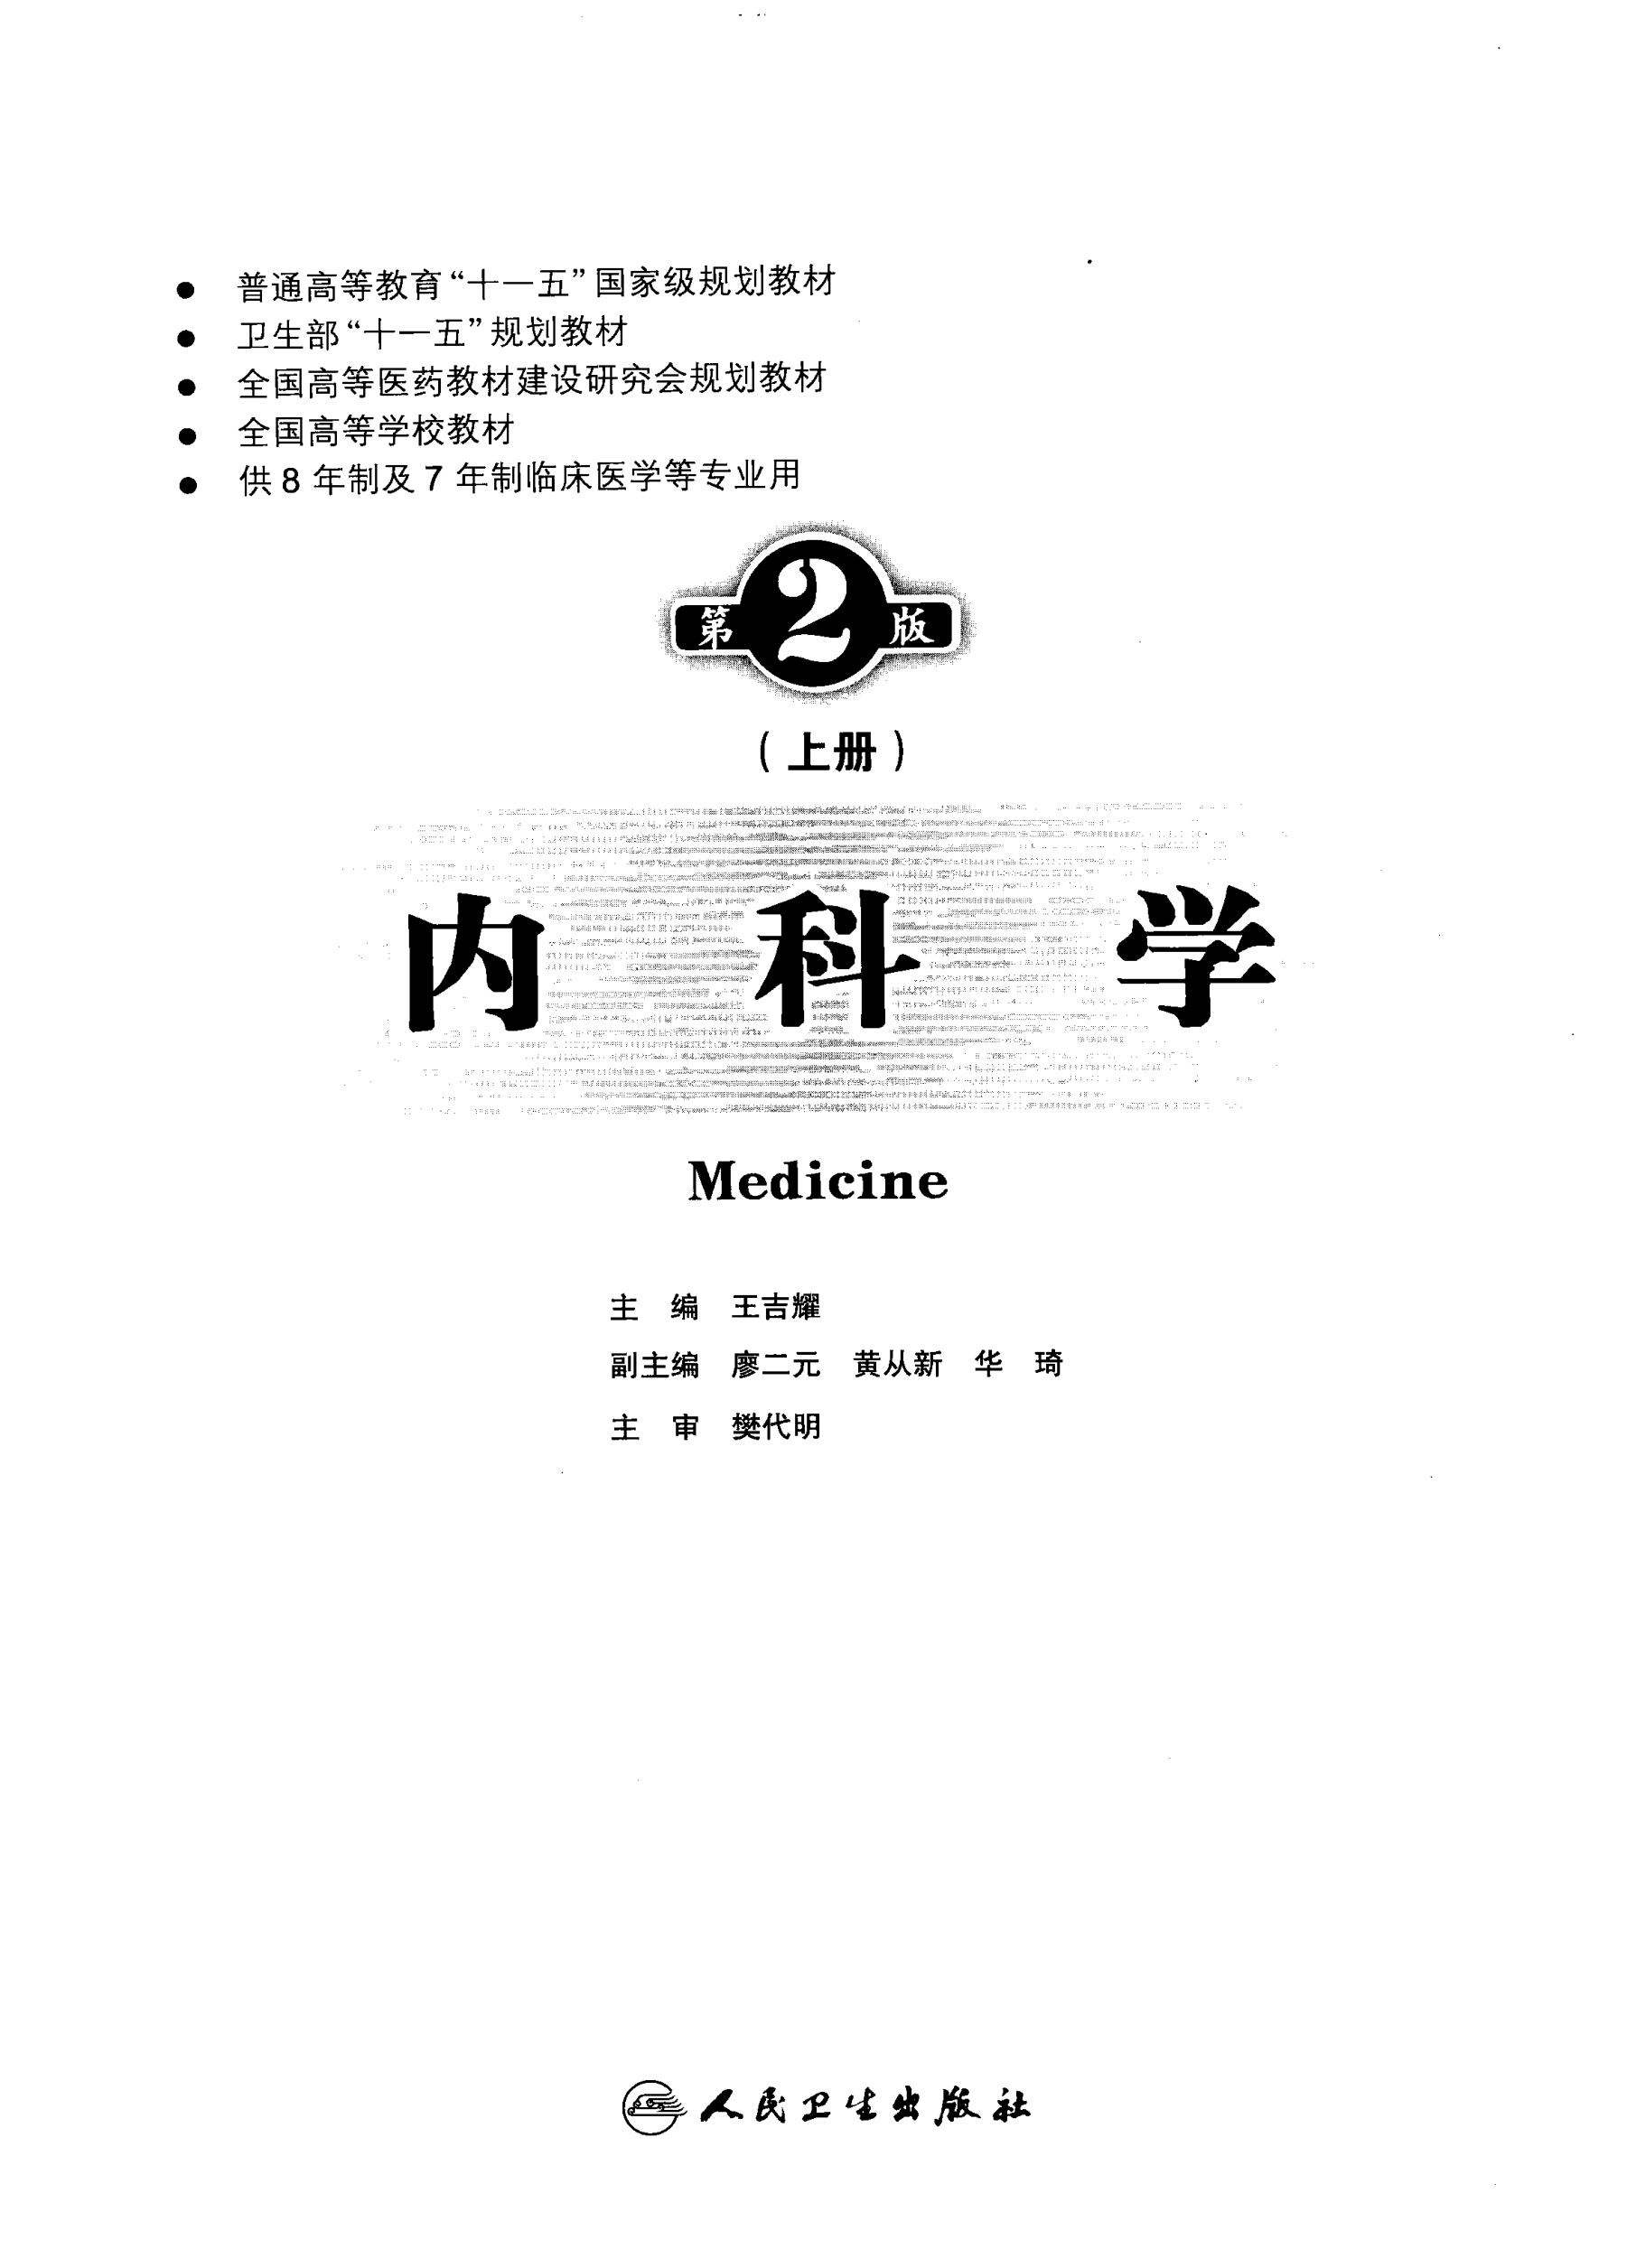 ● 普通高等教育“十一五”国家级规划教材
● 卫生部“十一五”规划教材
● 全国高等医药教材建设研究会规划教材
● 全国高等学校教材
● 供 8 年制及 7 年制临床医学等专业用
第 2 版
（上册）
内 科 学
Medicine
主 编 王吉耀
副主编 廖二元 黄从新 华 琦
主 审 樊代明
人民卫生出版社